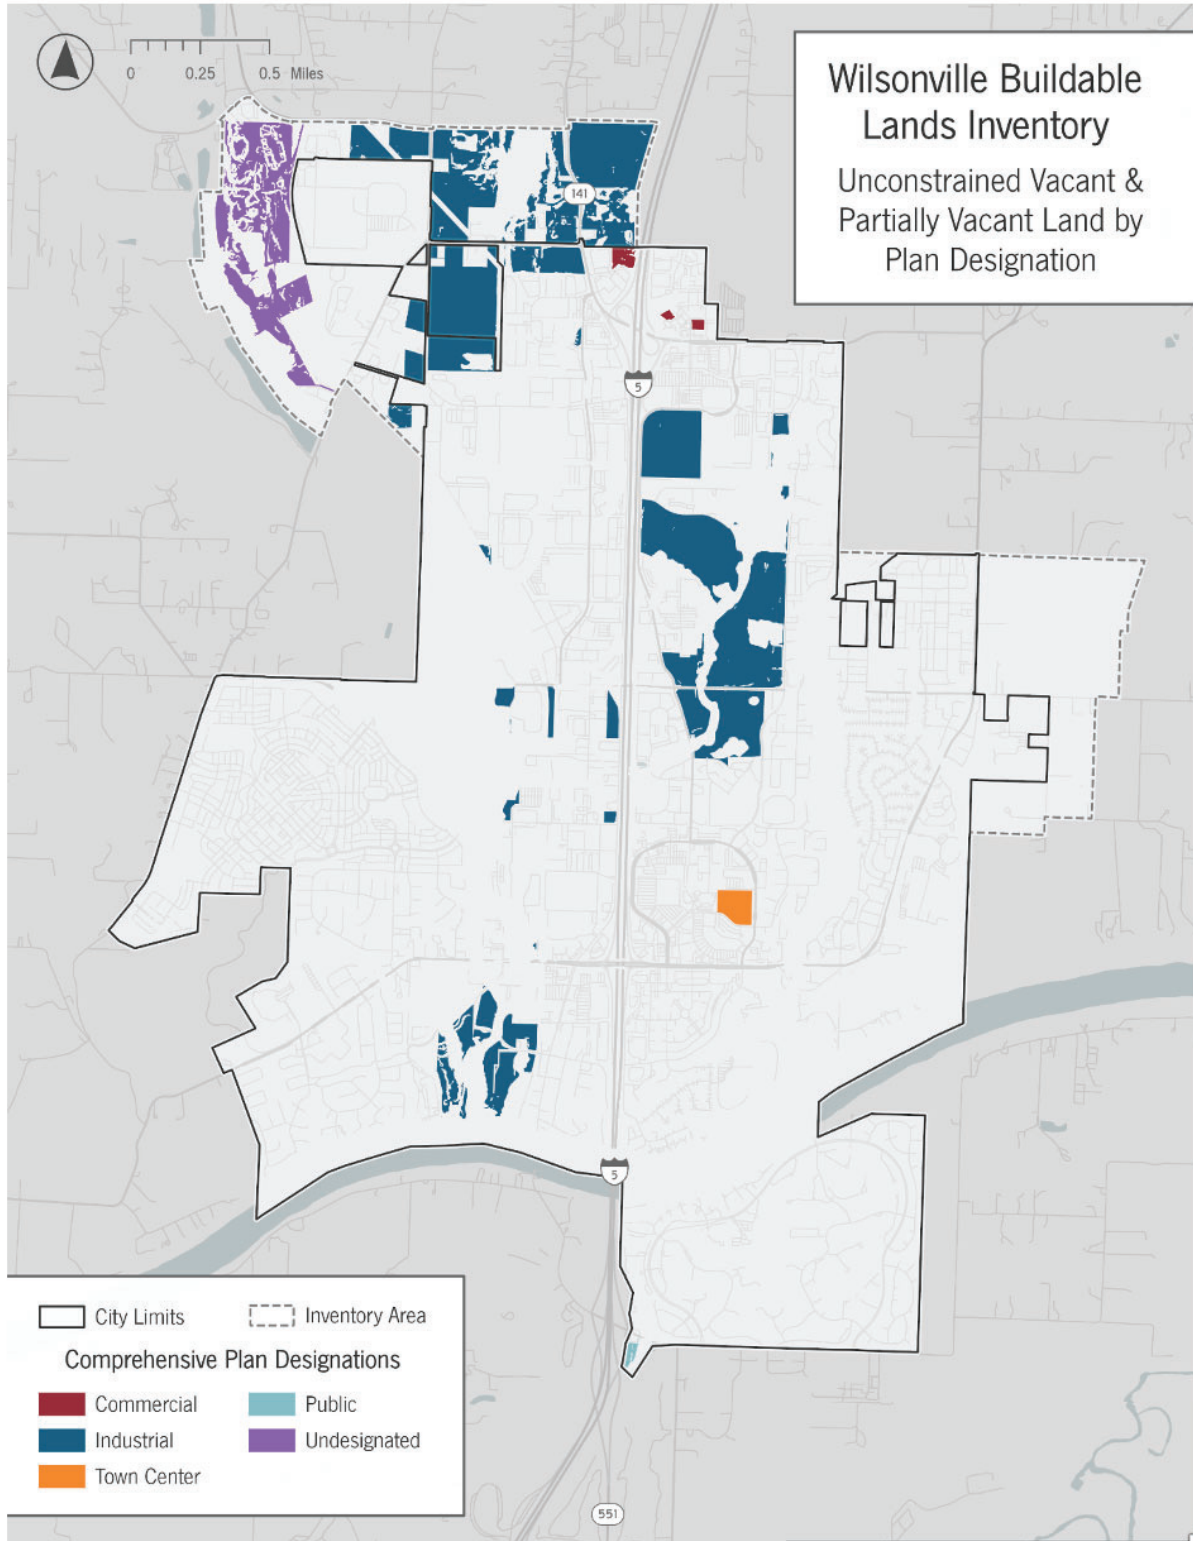 0 0.25 0.5 Miles
Wilsonville Buildable
Lands Inventory
Unconstrained Vacant &
Partially Vacant Land by
Plan Designation
141
5
5
City Limits
Inventory Area
Comprehensive Plan Designations
Commercial
Public
Industrial
Undesignated
Town Center
551